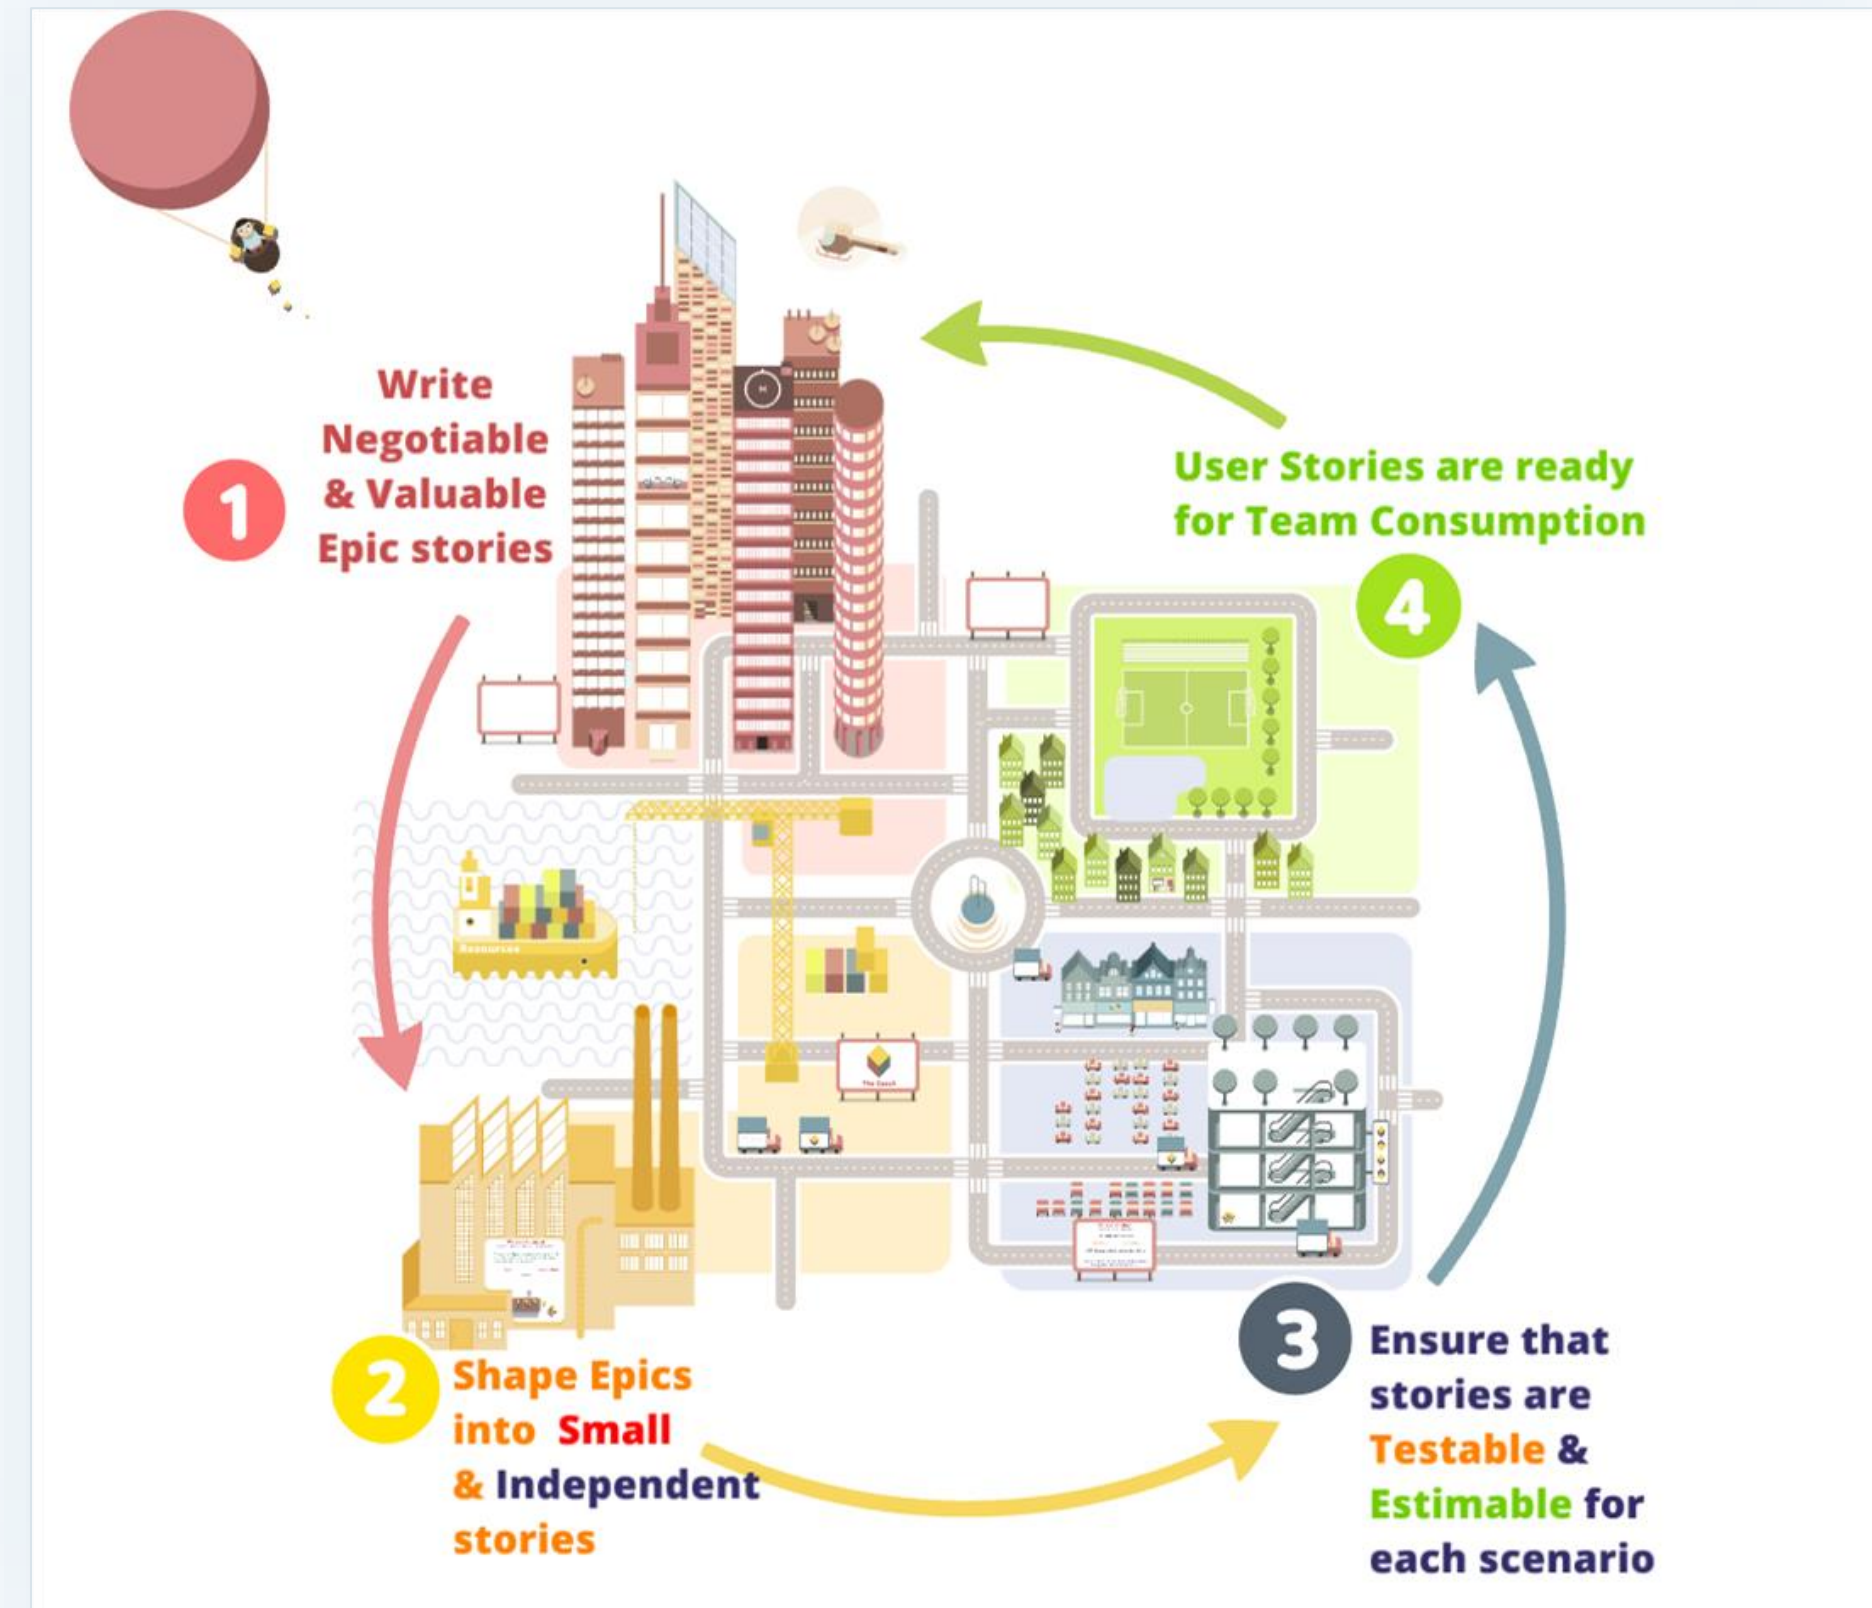 Write
Negotiable
& Valuable
Epic stories
1
User Stories are ready
for Team Consumption
4
H
Resources
2
Shape Epics
into Small
& Independent
stories
3
Ensure that
stories are
Testable &
Estimable for
each scenario